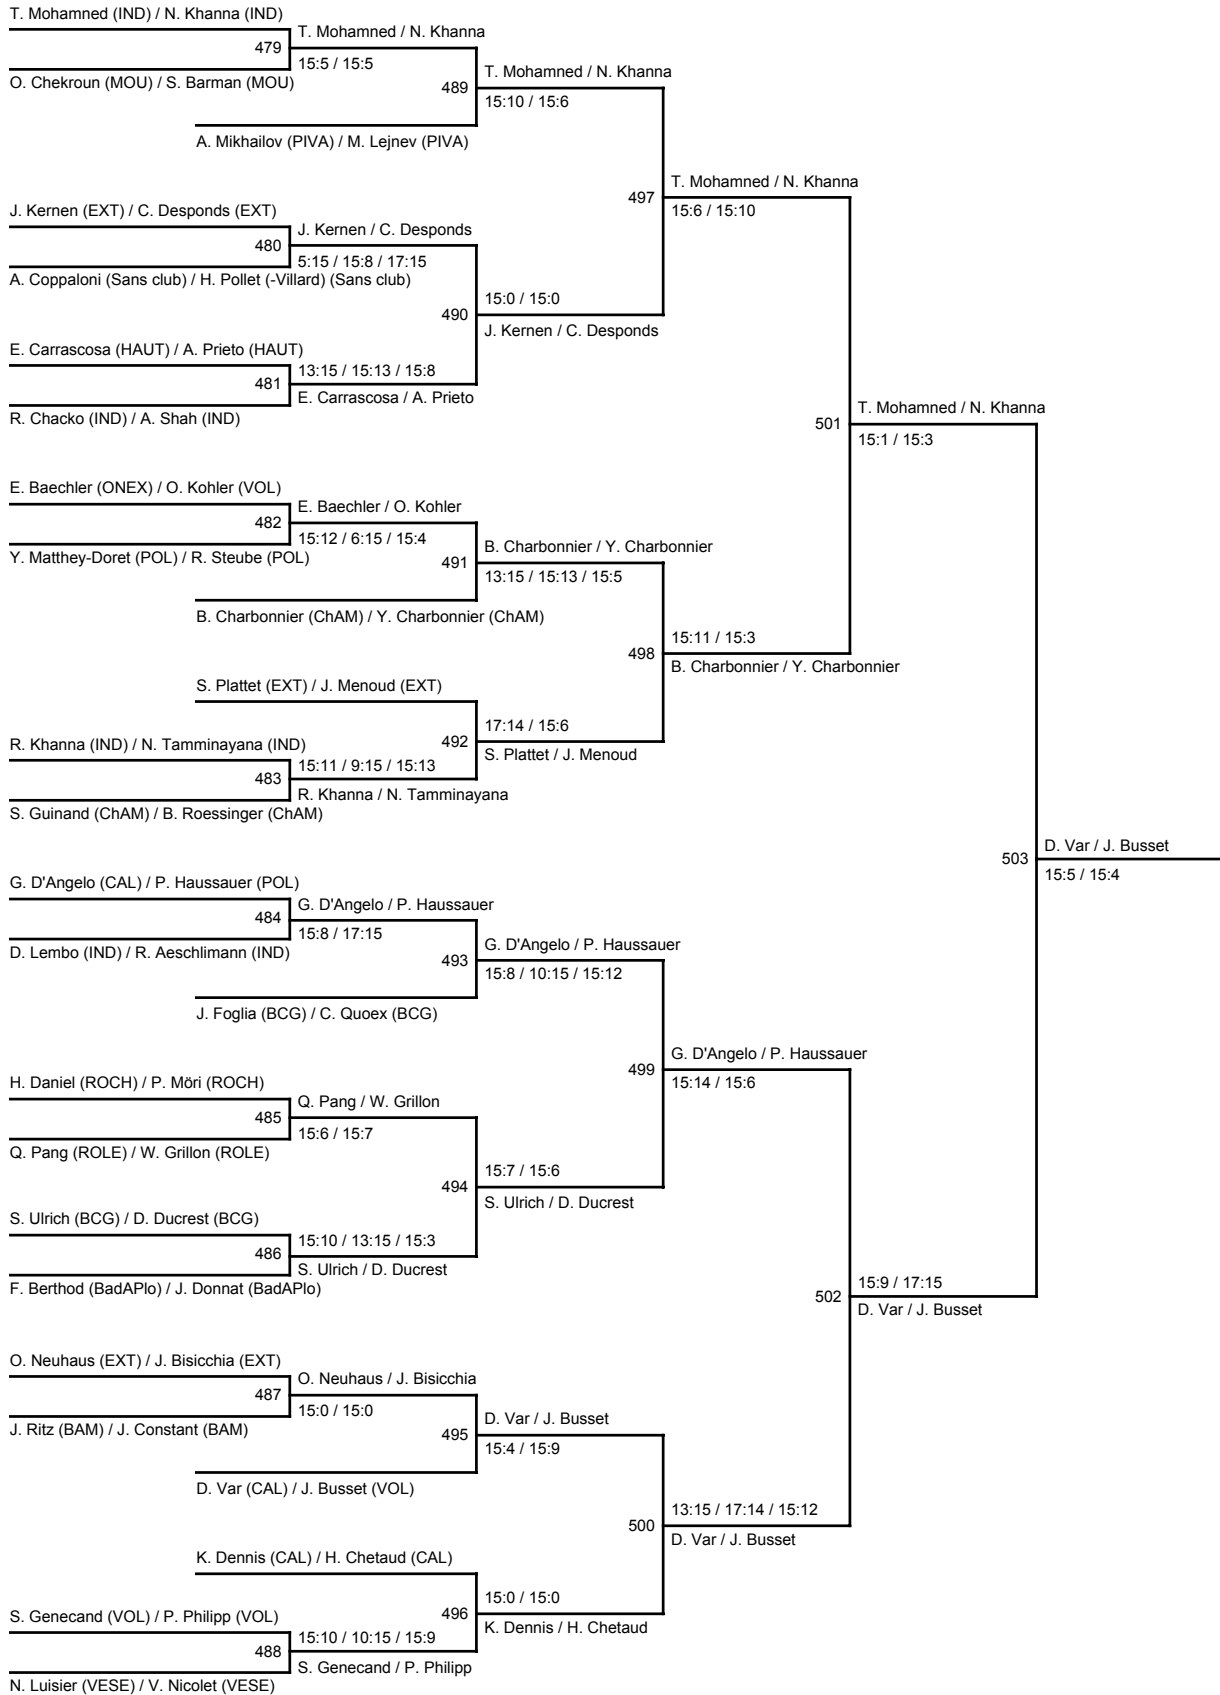 T. Mohamned (IND) / N. Khanna (IND)
479
T. Mohamned / N. Khanna
15:5 / 15:5
O. Chekroun (MOU) / S. Barman (MOU)
489
T. Mohamned / N. Khanna
15:10 / 15:6
A. Mikhailov (PIVA) / M. Lejnev (PIVA)
497
T. Mohamned / N. Khanna
15:6 / 15:10
J. Kernen (EXT) / C. Desponds (EXT)
480
J. Kernen / C. Desponds
5:15 / 15:8 / 17:15
A. Coppaloni (Sans club) / H. Pollet (-Villard) (Sans club)
490
15:0 / 15:0
J. Kernen / C. Desponds
E. Carrascosa (HAUT) / A. Prieto (HAUT)
481
13:15 / 15:13 / 15:8
E. Carrascosa / A. Prieto
R. Chacko (IND) / A. Shah (IND)
501
T. Mohamned / N. Khanna
15:1 / 15:3
E. Baechler (ONEX) / O. Kohler (VOL)
482
E. Baechler / O. Kohler
15:12 / 6:15 / 15:4
Y. Matthey-Doret (POL) / R. Steube (POL)
491
B. Charbonnier / Y. Charbonnier
13:15 / 15:13 / 15:5
B. Charbonnier (ChAM) / Y. Charbonnier (ChAM)
498
15:11 / 15:3
B. Charbonnier / Y. Charbonnier
S. Plattet (EXT) / J. Menoud (EXT)
492
17:14 / 15:6
S. Plattet / J. Menoud
R. Khanna (IND) / N. Tamminayana (IND)
483
15:11 / 9:15 / 15:13
R. Khanna / N. Tamminayana
S. Guinand (ChAM) / B. Roessinger (ChAM)
503
D. Var / J. Busset
15:5 / 15:4
G. D'Angelo (CAL) / P. Haussauer (POL)
484
G. D'Angelo / P. Haussauer
15:8 / 17:15
D. Lembo (IND) / R. Aeschlimann (IND)
493
G. D'Angelo / P. Haussauer
15:8 / 10:15 / 15:12
J. Foglia (BCG) / C. Quoex (BCG)
499
G. D'Angelo / P. Haussauer
15:14 / 15:6
H. Daniel (ROCH) / P. Möri (ROCH)
485
Q. Pang / W. Grillon
15:6 / 15:7
Q. Pang (ROLE) / W. Grillon (ROLE)
494
15:7 / 15:6
S. Ulrich / D. Ducrest
S. Ulrich (BCG) / D. Ducrest (BCG)
486
15:10 / 13:15 / 15:3
S. Ulrich / D. Ducrest
F. Berthod (BadAPlo) / J. Donnat (BadAPlo)
502
15:9 / 17:15
D. Var / J. Busset
O. Neuhaus (EXT) / J. Bisicchia (EXT)
487
O. Neuhaus / J. Bisicchia
15:0 / 15:0
J. Ritz (BAM) / J. Constant (BAM)
495
D. Var / J. Busset
15:4 / 15:9
D. Var (CAL) / J. Busset (VOL)
500
13:15 / 17:14 / 15:12
D. Var / J. Busset
K. Dennis (CAL) / H. Chetaud (CAL)
496
15:0 / 15:0
K. Dennis / H. Chetaud
S. Genecand (VOL) / P. Philipp (VOL)
488
15:10 / 10:15 / 15:9
S. Genecand / P. Philipp
N. Luisier (VESE) / V. Nicolet (VESE)